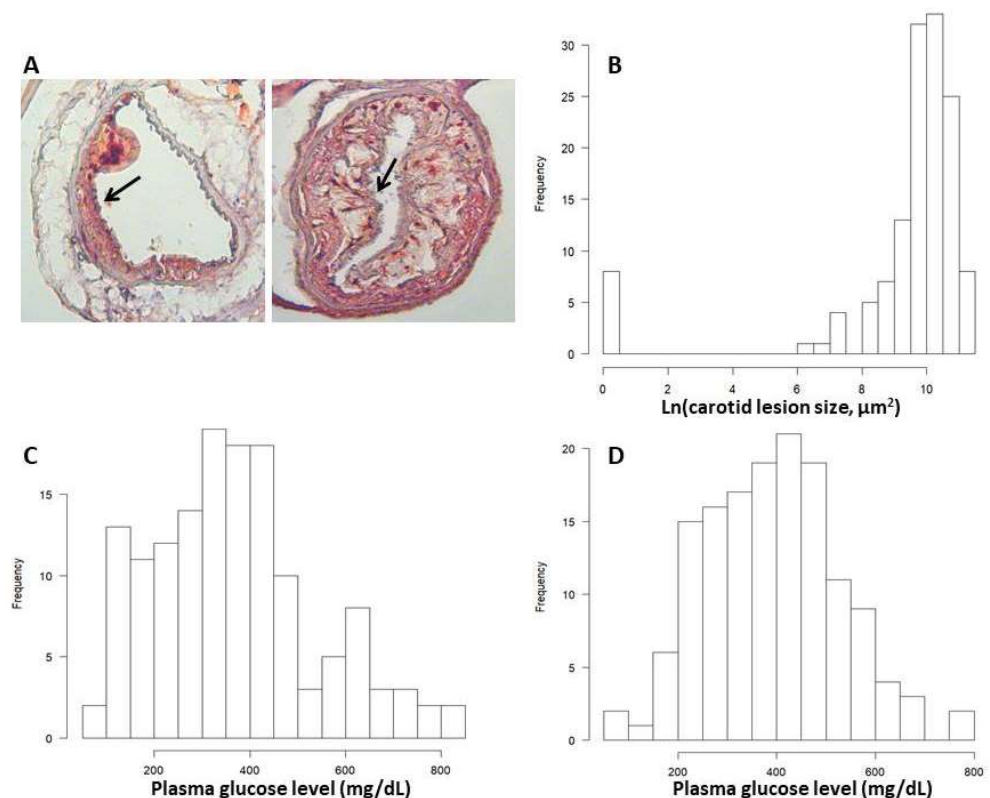 A
B
Frequency
30
25
20
15
10
5
0
0 2 4 6 8 10
Ln(carotid lesion size, μm²)
C
Frequency
15
10
5
0
200 400 600 800
Plasma glucose level (mg/dL)
D
Frequency
20
15
10
5
0
200 400 600 800
Plasma glucose level (mg/dL)